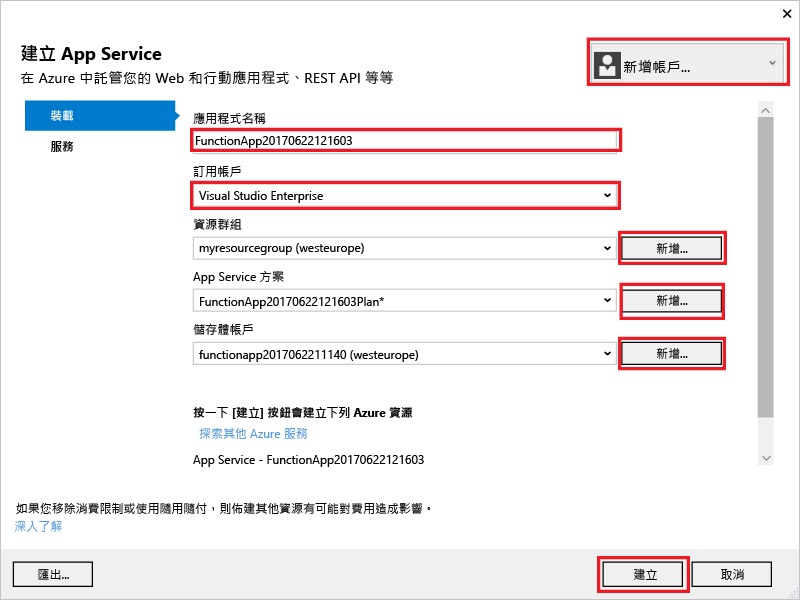 建立 App Service
在 Azure 中託管您的 Web 和行動應用程式、REST API 等等
新增帳戶...
裝載
服務
應用程式名稱
FunctionApp20170622121603
訂用帳戶
Visual Studio Enterprise
資源群組
myresourcegroup (westeurope)
新增...
App Service 方案
FunctionApp20170622121603Plan*
新增...
儲存體帳戶
functionapp2017062211140 (westeurope)
新增...
按一下 [建立] 按鈕會建立下列 Azure 資源
探索其他 Azure 服務
App Service - FunctionApp20170622121603
如果您移除消費限制或使用隨用隨付，則佈建其他資源有可能對費用造成影響。
深入了解
匯出...
建立
取消